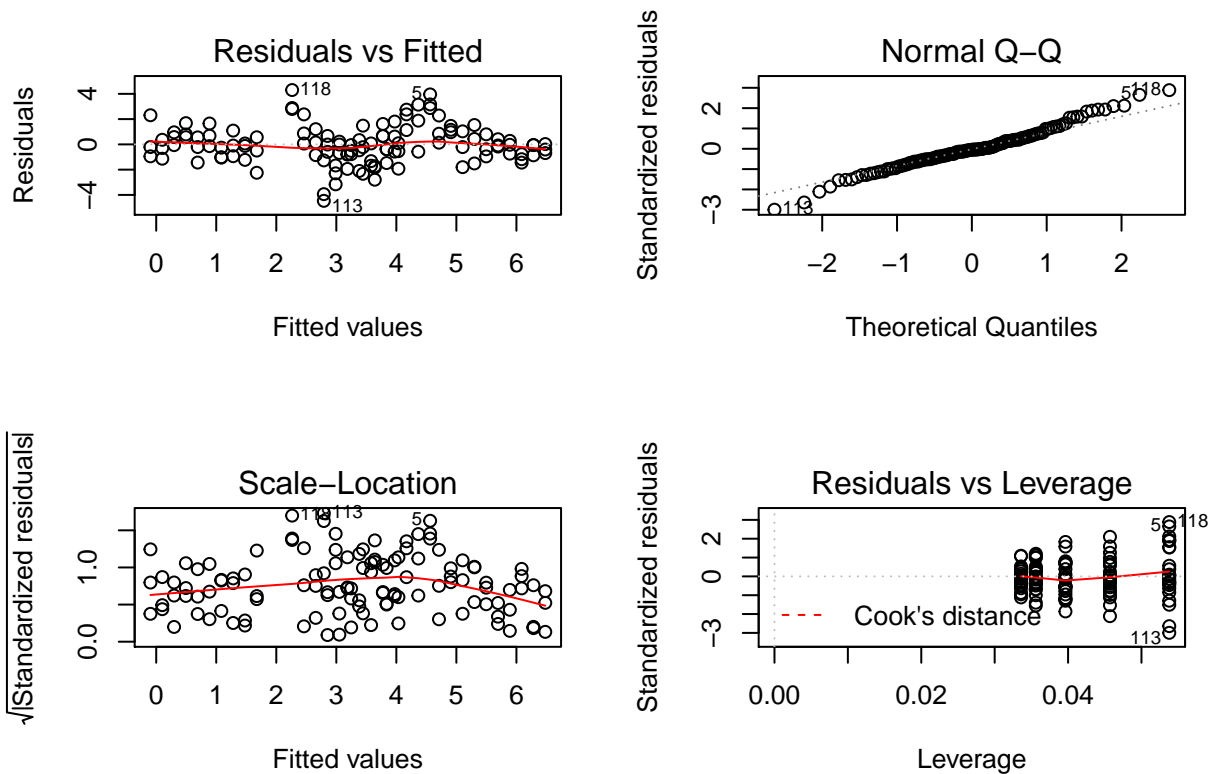 Residuals vs Fitted
Residuals
4
0
−4
118
5
113
0 1 2 3 4 5 6
Fitted values
Normal Q−Q
Standardized residuals
2
0
−3
5118
113
−2 −1 0 1 2
Theoretical Quantiles
Scale−Location
√|Standardized residuals|
1.0
0.0
113
5
0 1 2 3 4 5 6
Fitted values
Residuals vs Leverage
Standardized residuals
2
0
−3
5 118
Cook's distance
113
0.00 0.02 0.04
Leverage